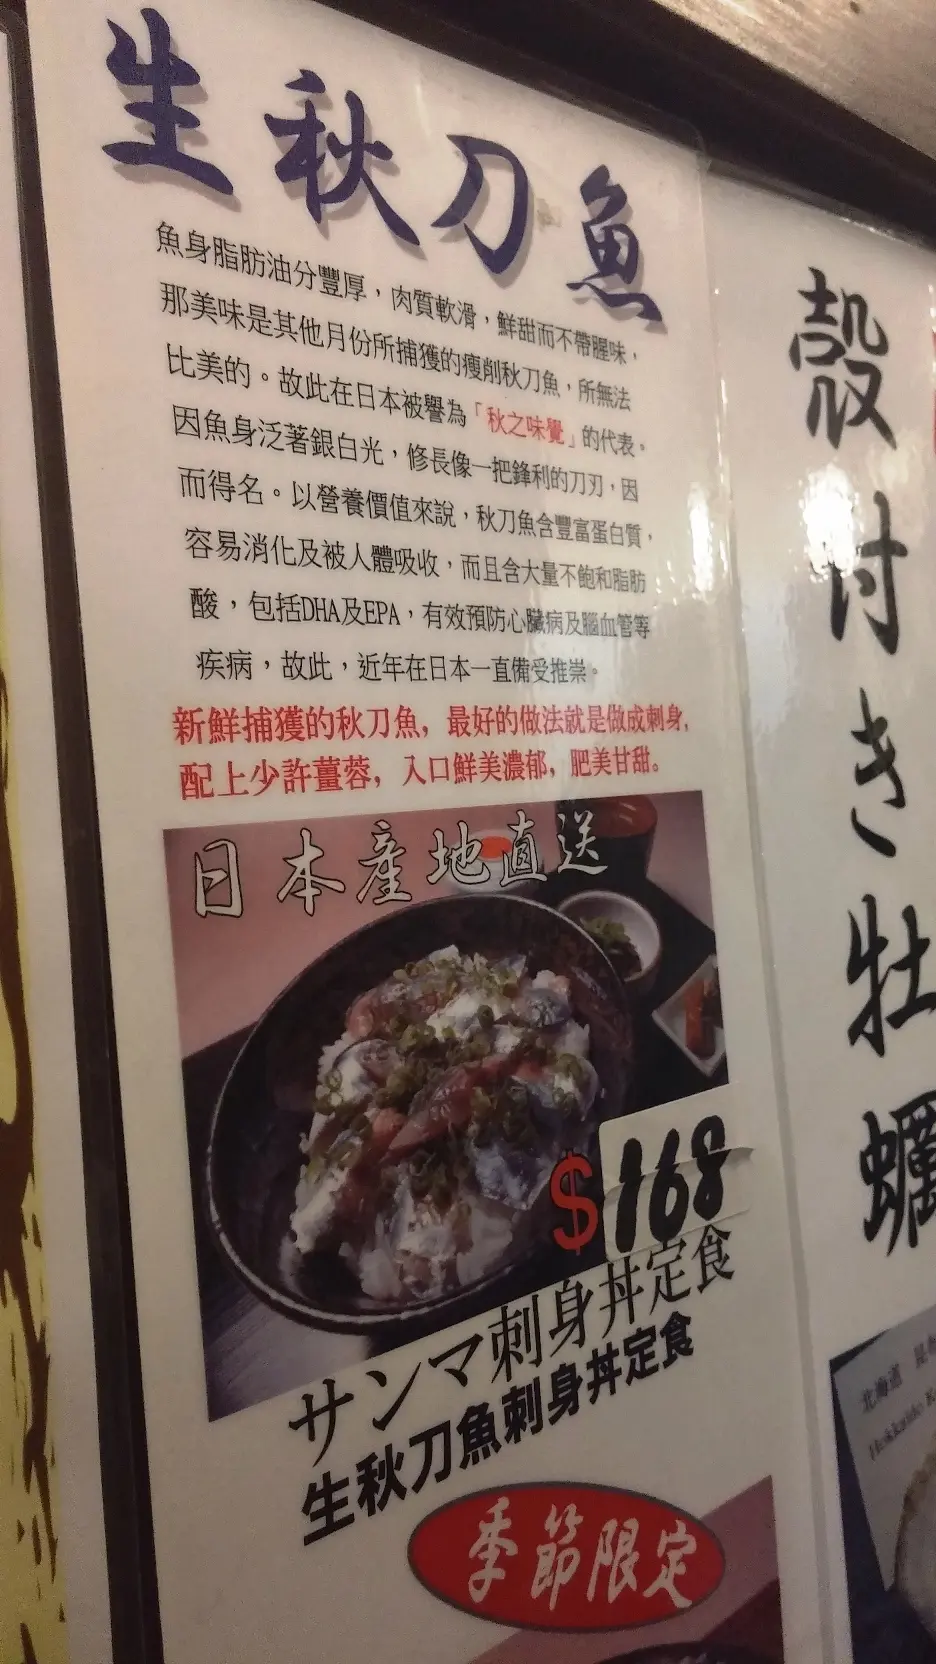 生秋刀魚
魚身脂肪油分豐厚，肉質軟滑，鮮甜而不帶腥味，
那美味是其他月份所捕獲的瘦削秋刀魚，所無法
比美的。故此在日本被譽為「秋之味覺」的代表。
因魚身泛著銀白光，修長像一把鋒利的刀刃，因
而得名。以營養價值來說，秋刀魚含豐富蛋白質，
容易消化及被人體吸收，而且含大量不飽和脂肪
酸，包括DHA及EPA，有效預防心臟病及腦血管等
疾病，故此，近年在日本一直備受推崇。
新鮮捕獲的秋刀魚，最好的做法就是做成刺身，
配上少許薑蓉，入口鮮美濃郁，肥美甘甜。
日本產地直送
$168
サンマ刺身丼定食
生秋刀魚刺身丼定食
季節限定
殼付き牡蠣
北海道
Hokkaido